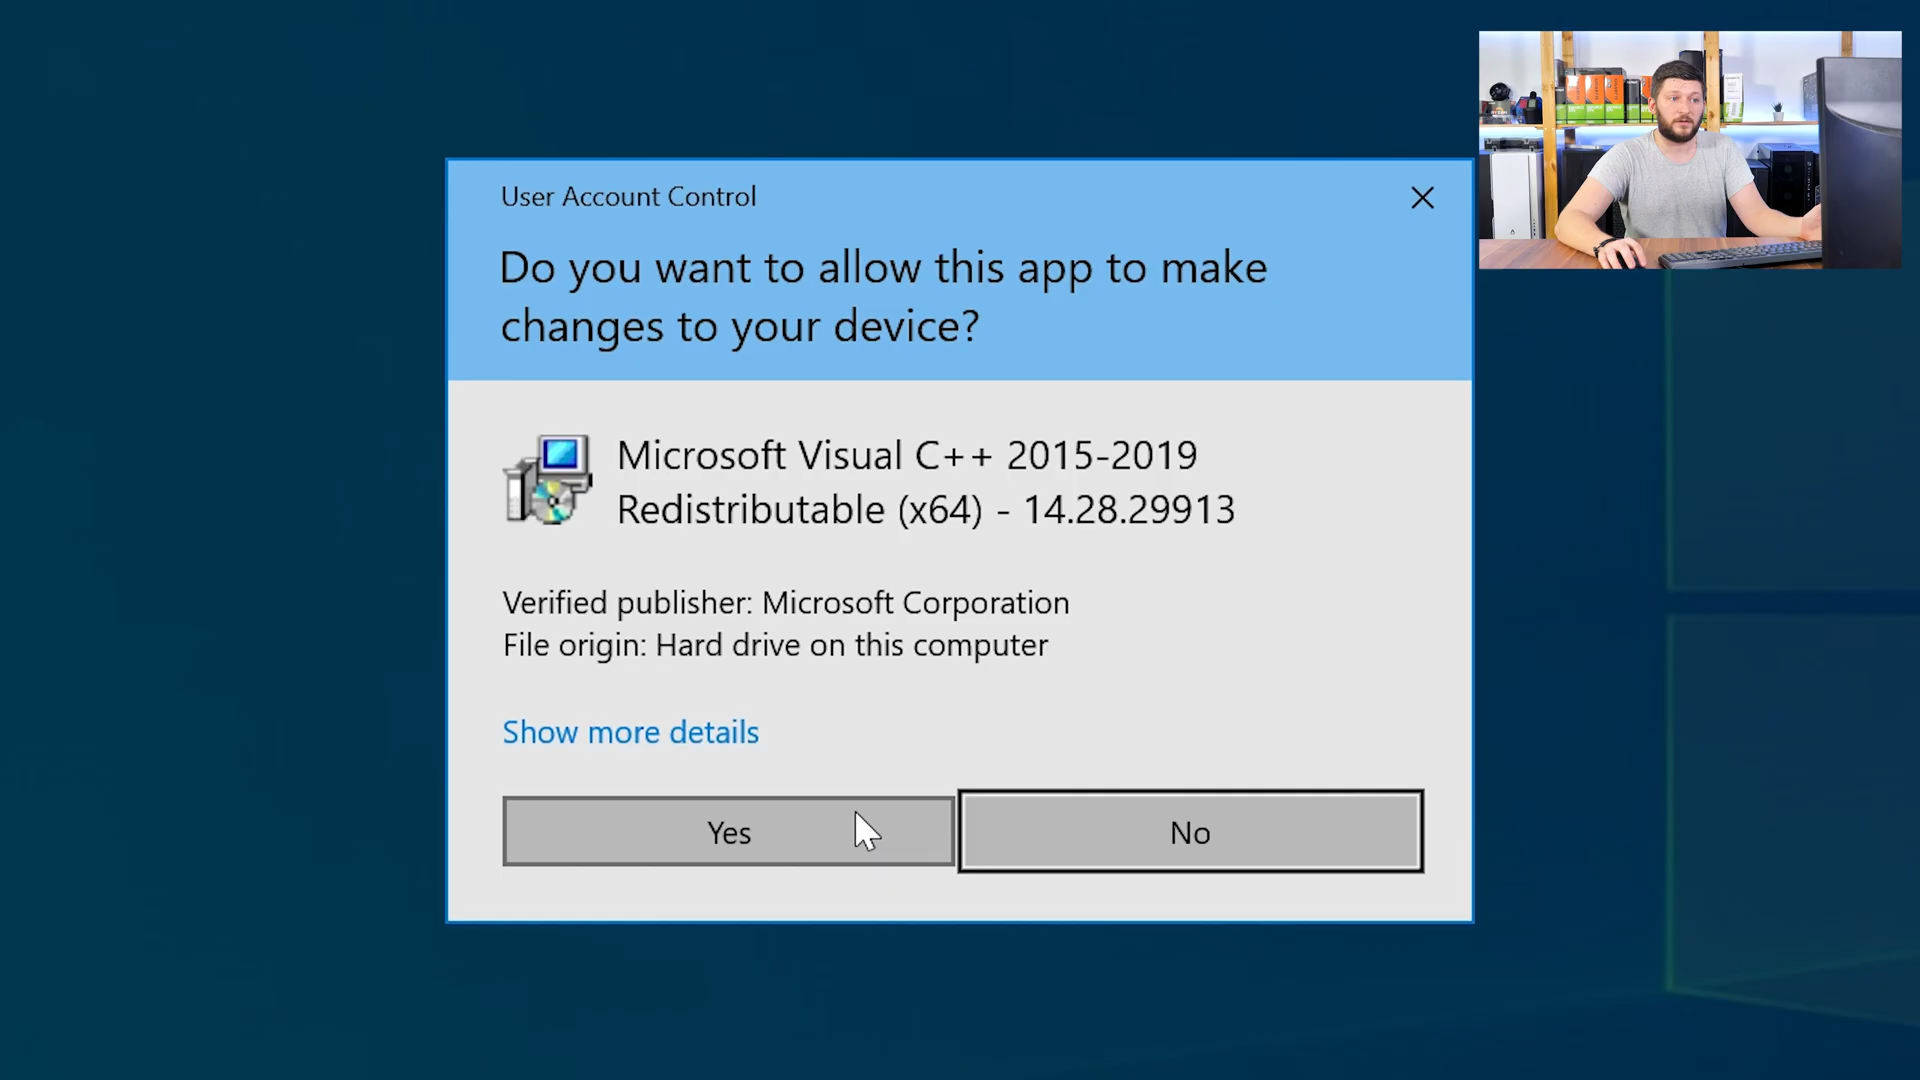 User Account Control
Do you want to allow this app to make
changes to your device?
Microsoft Visual C++ 2015-2019
Redistributable (x64) - 14.28.29913
Verified publisher: Microsoft Corporation
File origin: Hard drive on this computer
Show more details
Yes
No